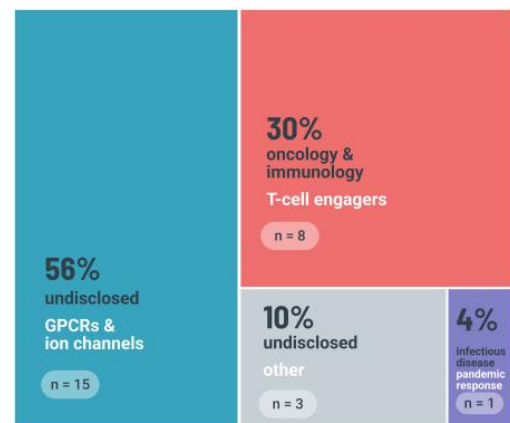 56%
undisclosed
GPCRs &
ion channels
n = 15
30%
oncology &
immunology
T-cell engagers
n = 8
10%
undisclosed
other
n = 3
4%
infectious
disease
pandemic
response
n = 1